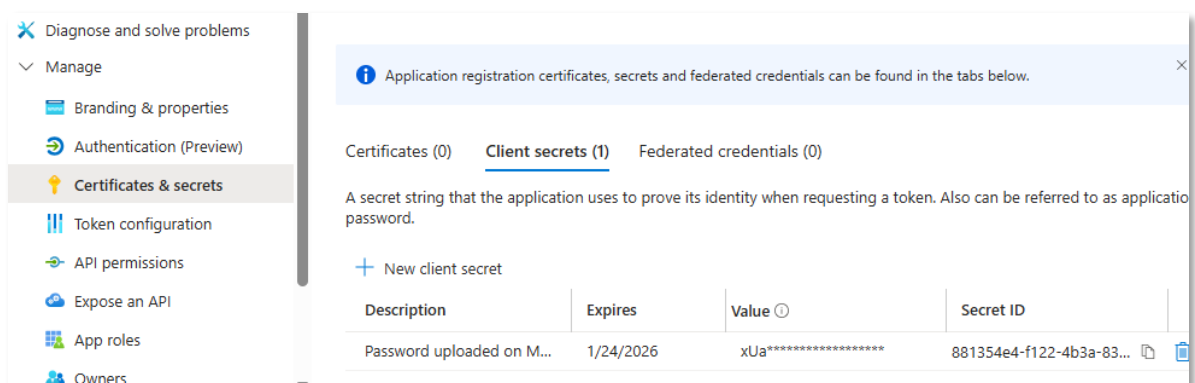 Diagnose and solve problems
Manage
Branding & properties
Authentication (Preview)
Certificates & secrets
Token configuration
API permissions
Expose an API
App roles
Owners
Application registration certificates, secrets and federated credentials can be found in the tabs below.
Certificates (0) Client secrets (1) Federated credentials (0)
A secret string that the application uses to prove its identity when requesting a token. Also can be referred to as applicatio
password.
New client secret
Description Expires Value Secret ID
Password uploaded on M... 1/24/2026 xUa****************** 881354e4-f122-4b3a-83...